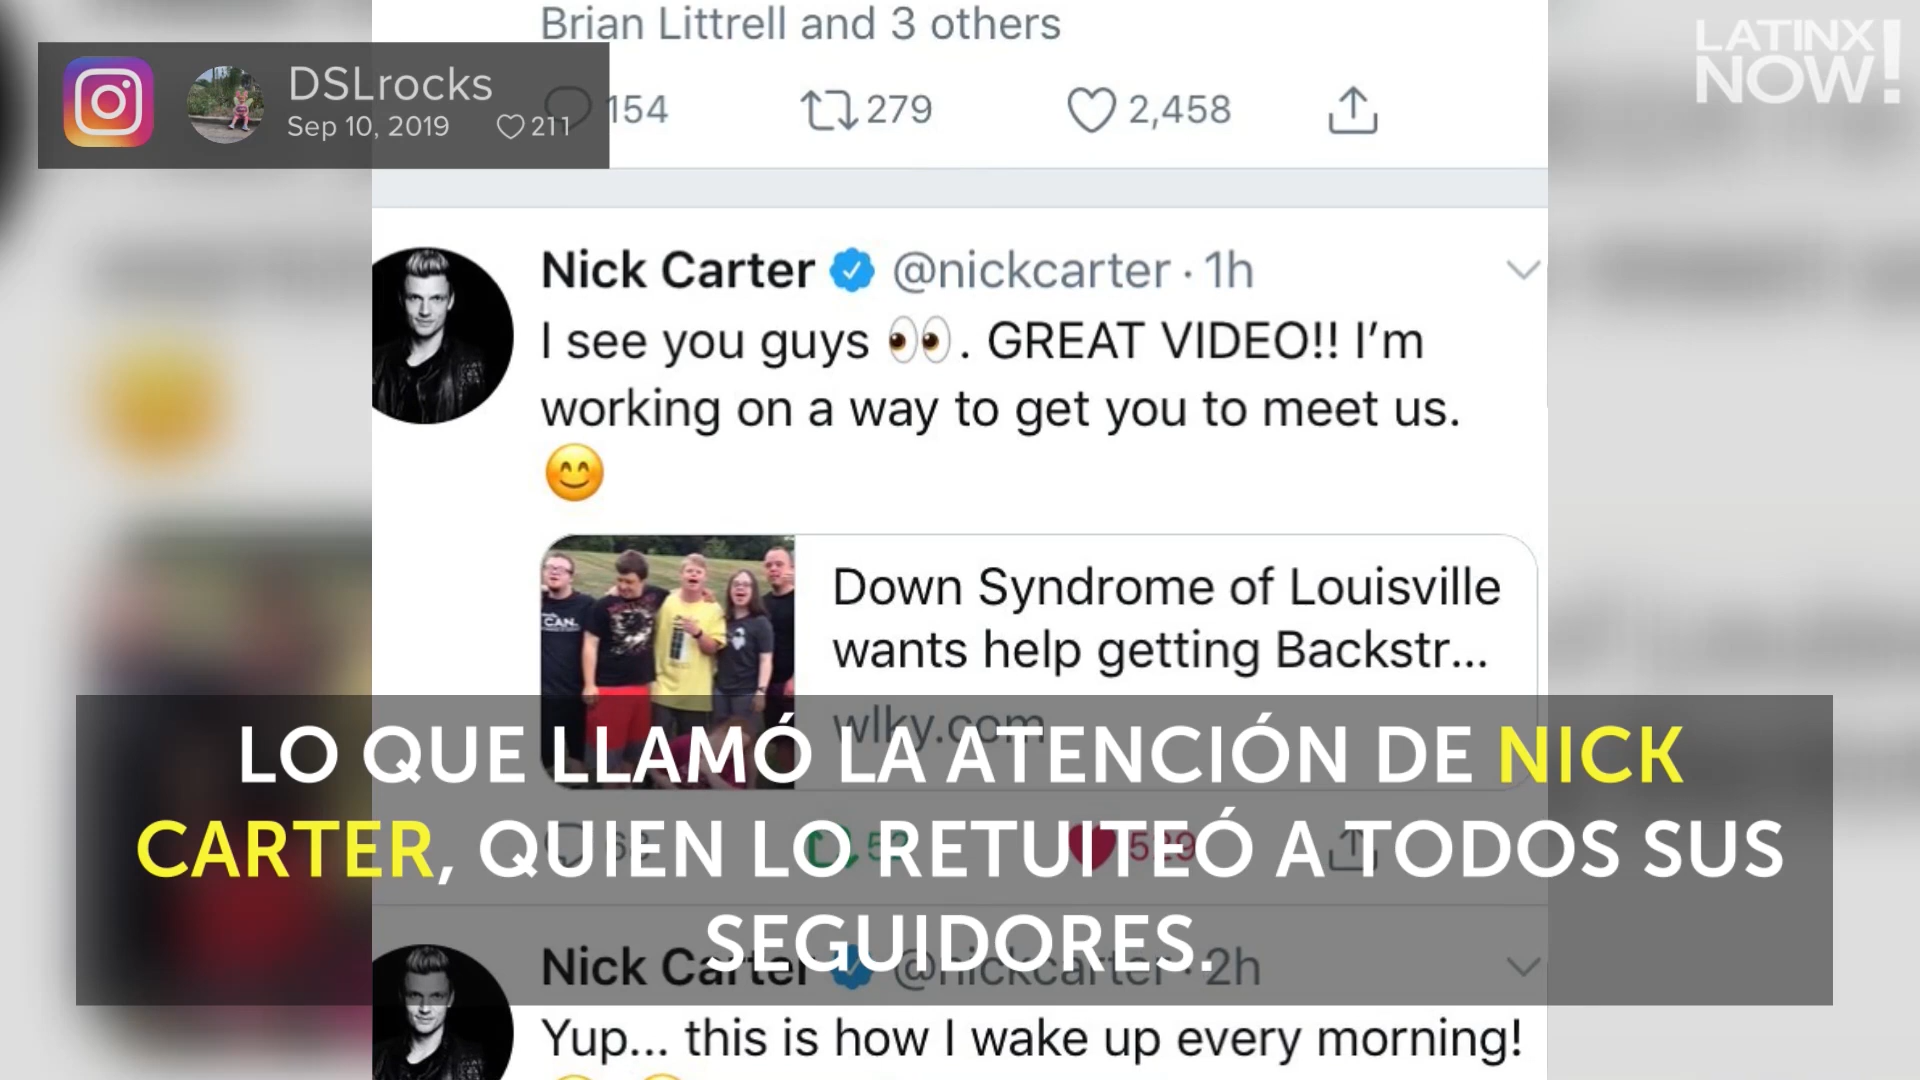 Brian Littrell and 3 others
DSLrocks
Sep 10, 2019 211
154 279 2,458
LATINX
NOW!
Nick Carter @nickcarter · 1h
I see you guys 👀. GREAT VIDEO!! I'm
working on a way to get you to meet us.
😊
CAN.
Down Syndrome of Louisville
wants help getting Backstr...
wlky.com
LO QUE LLAMÓ LA ATENCIÓN DE NICK
CARTER, QUIEN LO RETUITEÓ A TODOS SUS
SEGUIDORES.
529
Nick Carter @nickcarter · 2h
Yup... this is how I wake up every morning!